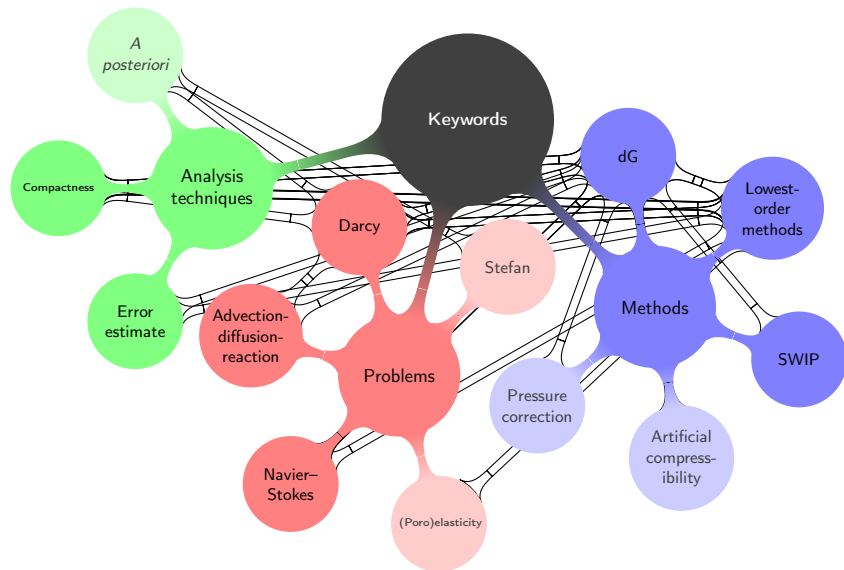 A
posteriori
Keywords
dG
Analysis
techniques
Compactness
Lowest-
order
methods
Darcy
Stefan
Error
estimate
Advection-
diffusion-
reaction
Methods
SWIP
Problems
Pressure
correction
Artificial
compress-
ibility
Navier–
Stokes
(Poro)elasticity